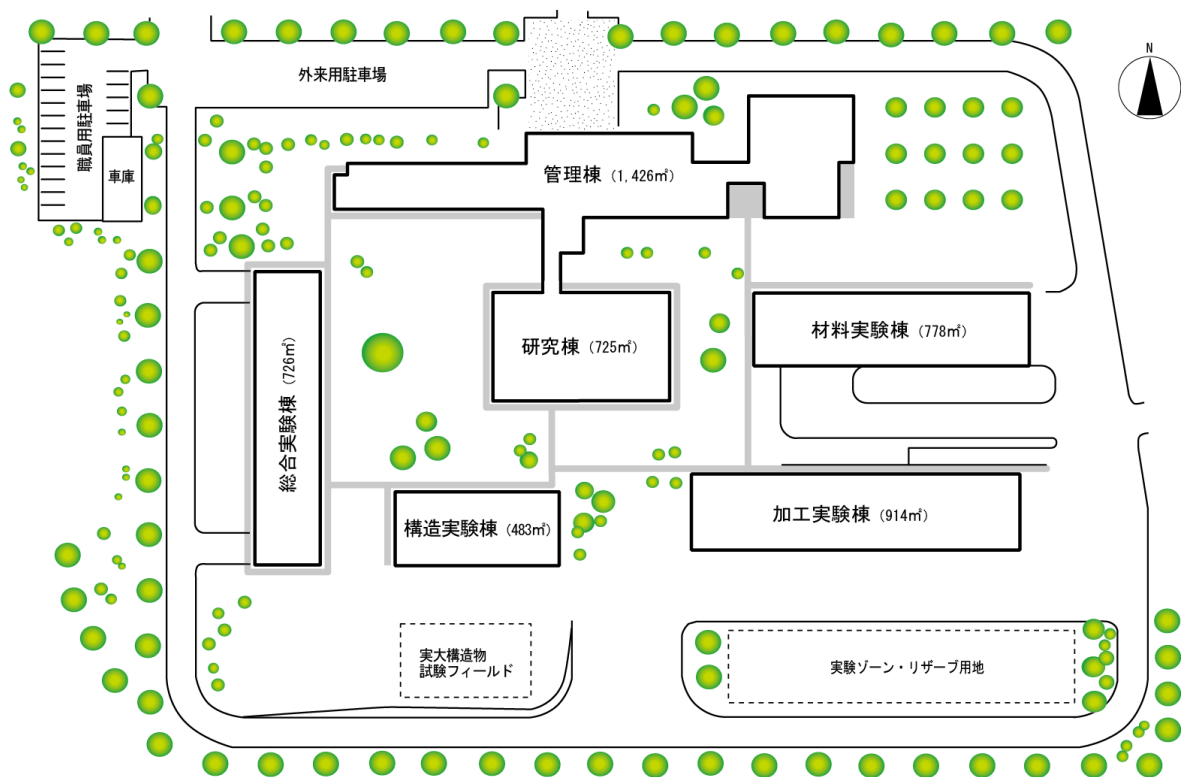 N
外来用駐車場
職員用駐車場
車庫
管理棟（1,426㎡）
研究棟（725㎡）
材料実験棟（778㎡）
総合実験棟（726㎡）
構造実験棟（483㎡）
加工実験棟（914㎡）
実大構造物
試験フィールド
実験ゾーン・リザーブ用地